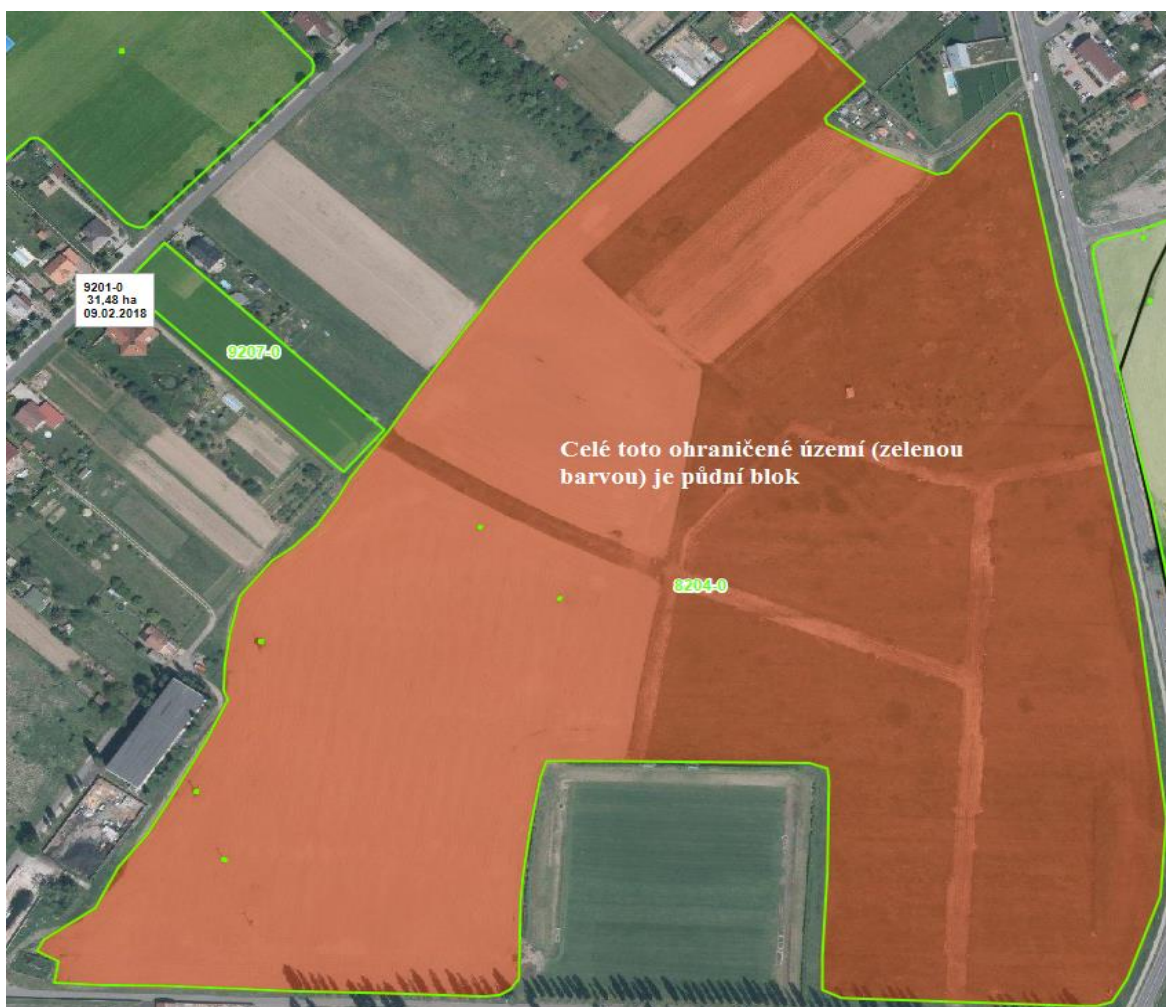 9201-0
31,48 ha
09.02.2018
9207-0
Celé toto ohraničené území (zelenou
barvou) je půdní blok
8204-0